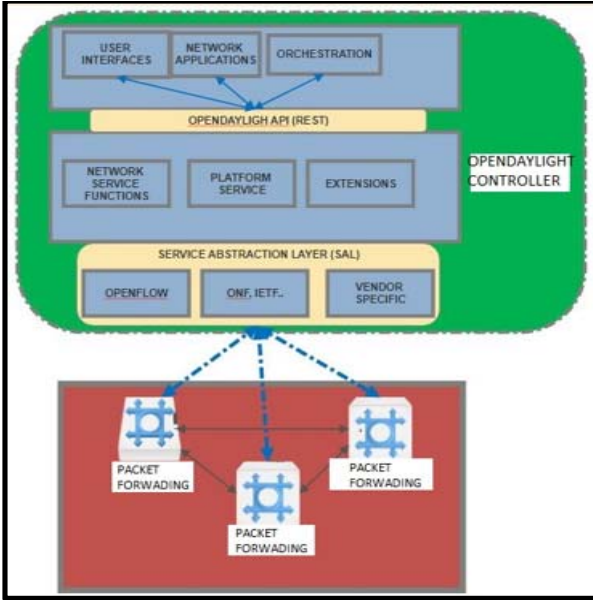 USER
INTERFACES
NETWORK
APPLICATIONS
ORCHESTRATION
OPENDAYLIGH API (REST)
OPENDAYLIGHT
CONTROLLER
NETWORK
SERVICE
FUNCTIONS
PLATFORM
SERVICE
EXTENSIONS
SERVICE ABSTRACTION LAYER (SAL)
OPENFLOW
ONF, IETF..
VENDOR
SPECIFIC
PACKET
FORWADING
PACKET
FORWADING
PACKET
FORWADING